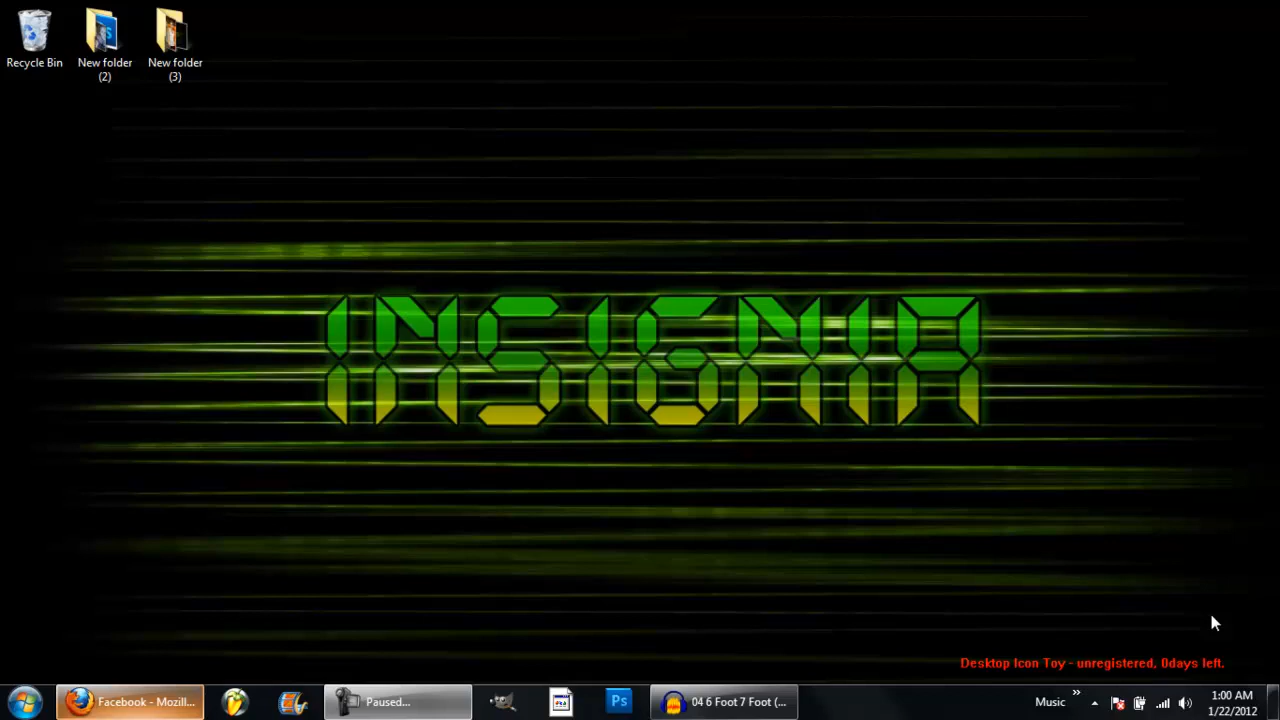 Recycle Bin
New folder
(2)
New folder
(3)
INSIGNIA
Desktop Icon Toy - unregistered, 0days left.
Facebook - Mozill...
Paused...
Ps
04 6 Foot 7 Foot (...
Music
»
1:00 AM
1/22/2012